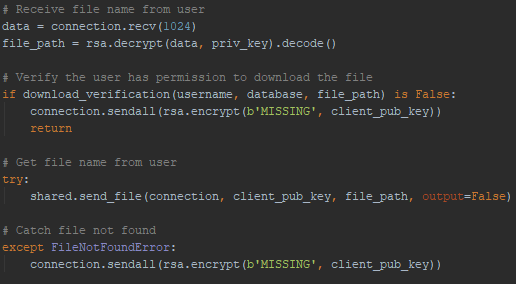 # Receive file name from user
data = connection.recv(1024)
file_path = rsa.decrypt(data, priv_key).decode()
# Verify the user has permission to download the file
if download_verification(username, database, file_path) is False:
    connection.sendall(rsa.encrypt(b'MISSING', client_pub_key))
    return
# Get file name from user
try:
    shared.send_file(connection, client_pub_key, file_path, output=False)
# Catch file not found
except FileNotFoundError:
    connection.sendall(rsa.encrypt(b'MISSING', client_pub_key))